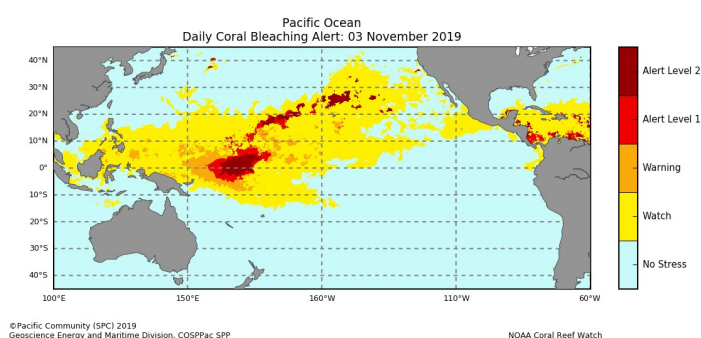 Pacific Ocean
Daily Coral Bleaching Alert: 03 November 2019
40°N
30°N
20°N
10°N
0°
10°S
20°S
30°S
40°S
100°E
150°E
160°W
110°W
60°W
Alert Level 2
Alert Level 1
Warning
Watch
No Stress
©Pacific Community (SPC) 2019
Geoscience Energy and Maritime Division, COSPPac SPP
NOAA Coral Reef Watch